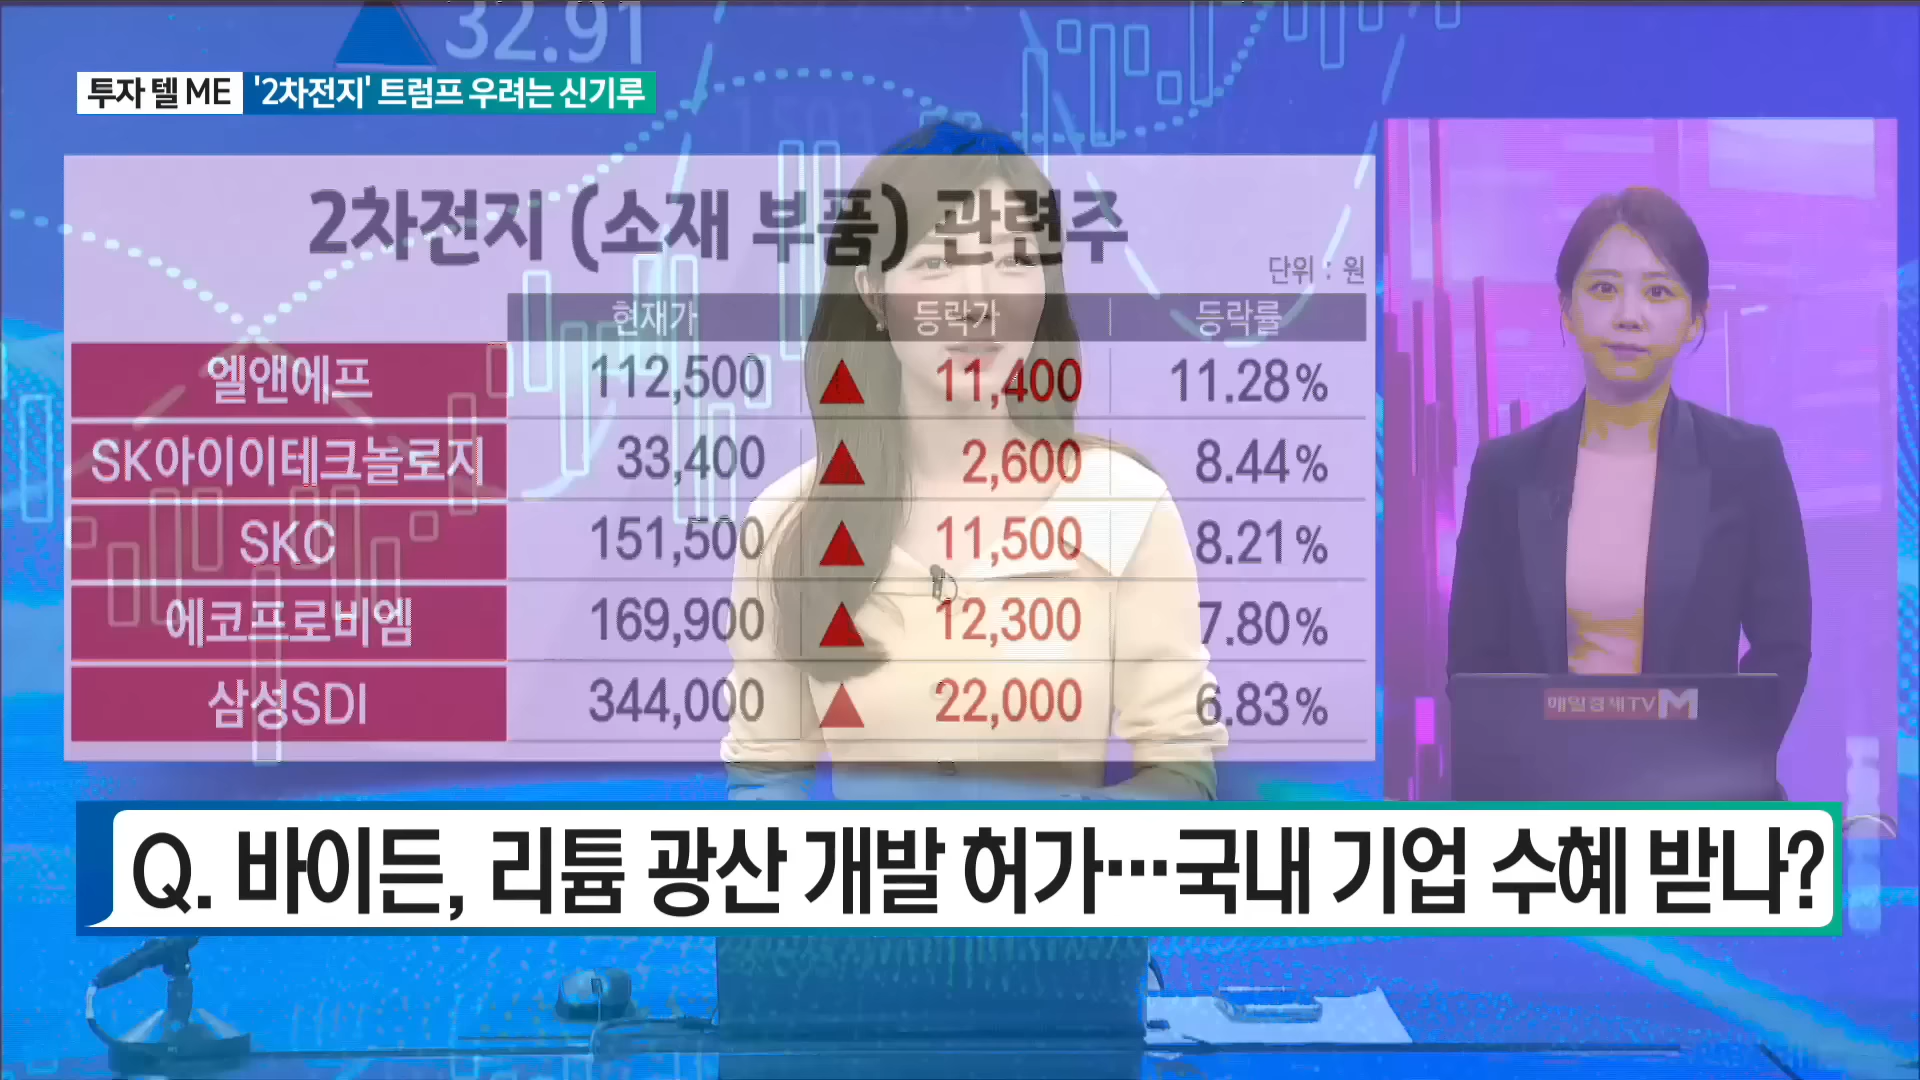 32.91
투자 텔 ME '2차전지' 트럼프 우려는 신기루
2차전지 (소재 부품) 관련주
단위 : 원
현재가 등락가 등락률
엘앤에프 112,500 ▲ 11,400 11.28%
SK아이이테크놀로지 33,400 ▲ 2,600 8.44%
SKC 151,500 ▲ 11,500 8.21%
에코프로비엠 169,900 ▲ 12,300 7.80%
삼성SDI 344,000 ▲ 22,000 6.83%
매일경제TV M
Q. 바이든, 리튬 광산 개발 허가…국내 기업 수혜 받나?